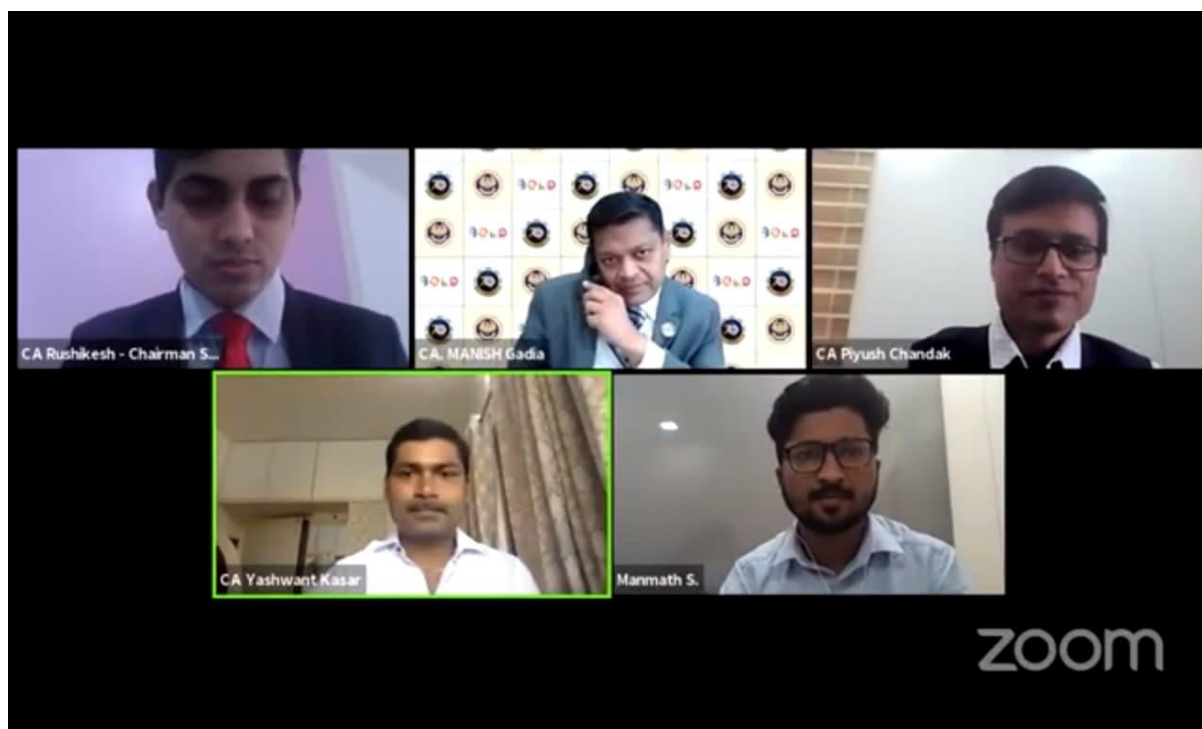 CA Rushikesh - Chairman S...
CA. MANISH Gadia
CA Piyush Chandak
CA Yashwant Kasar
Manmath S.
zoom